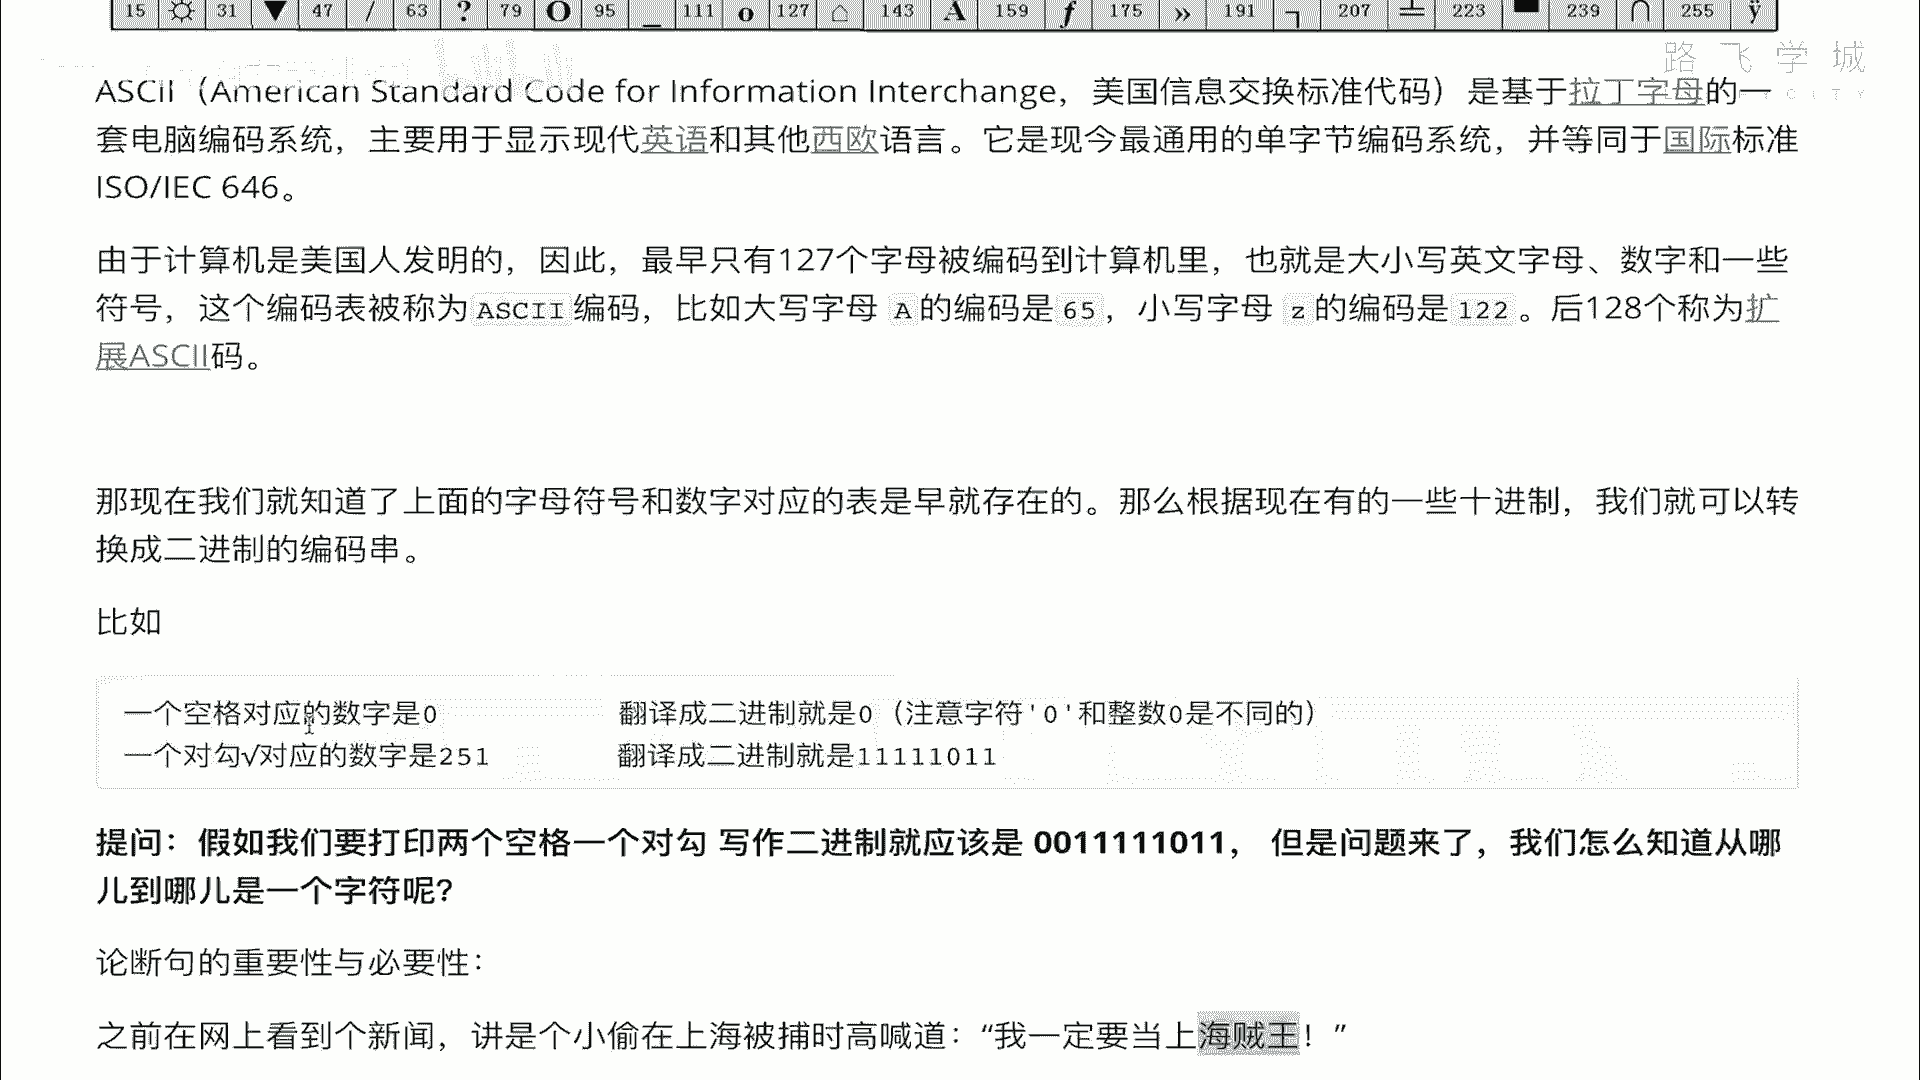 15 ☼ 31 ▼ 47 / 63 ? 79 O 95 _ 111 o 127 ⌂ 143 Å 159 ƒ 175 » 191 ┐ 207 ╧ 223 ▀ 239 ∩ 255 ÿ
路飞学城
ASCII（American Standard Code for Information Interchange，美国信息交换标准代码）是基于拉丁字母的一
套电脑编码系统，主要用于显示现代英语和其他西欧语言。它是现今最通用的单字节编码系统，并等同于国际标准
ISO/IEC 646。
由于计算机是美国人发明的，因此，最早只有127个字母被编码到计算机里，也就是大小写英文字母、数字和一些
符号，这个编码表被称为ASCII编码，比如大写字母 A的编码是65，小写字母 z的编码是122。后128个称为扩
展ASCII码。
那现在我们就知道了上面的字母符号和数字对应的表是早就存在的。那么根据现在有的一些十进制，我们就可以转
换成二进制的编码串。
比如
一个空格对应的数字是0 翻译成二进制就是0（注意字符'0'和整数0是不同的）
一个对勾√对应的数字是251 翻译成二进制就是11111011
提问：假如我们要打印两个空格一个对勾 写作二进制就应该是 0011111011， 但是问题来了，我们怎么知道从哪
儿到哪儿是一个字符呢?
论断句的重要性与必要性：
之前在网上看到个新闻，讲是个小偷在上海被捕时高喊道：“我一定要当上海贼王！”